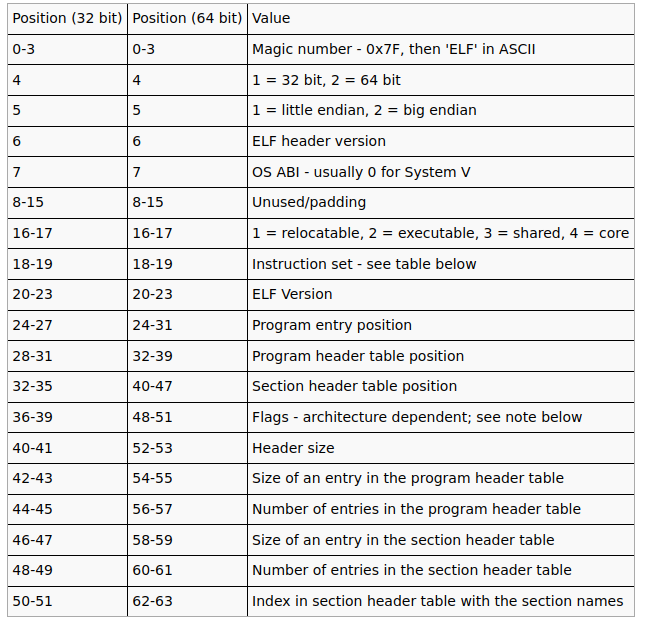 Position (32 bit) Position (64 bit) Value
0-3 0-3 Magic number - 0x7F, then 'ELF' in ASCII
4 4 1 = 32 bit, 2 = 64 bit
5 5 1 = little endian, 2 = big endian
6 6 ELF header version
7 7 OS ABI - usually 0 for System V
8-15 8-15 Unused/padding
16-17 16-17 1 = relocatable, 2 = executable, 3 = shared, 4 = core
18-19 18-19 Instruction set - see table below
20-23 20-23 ELF Version
24-27 24-31 Program entry position
28-31 32-39 Program header table position
32-35 40-47 Section header table position
36-39 48-51 Flags - architecture dependent; see note below
40-41 52-53 Header size
42-43 54-55 Size of an entry in the program header table
44-45 56-57 Number of entries in the program header table
46-47 58-59 Size of an entry in the section header table
48-49 60-61 Number of entries in the section header table
50-51 62-63 Index in section header table with the section names